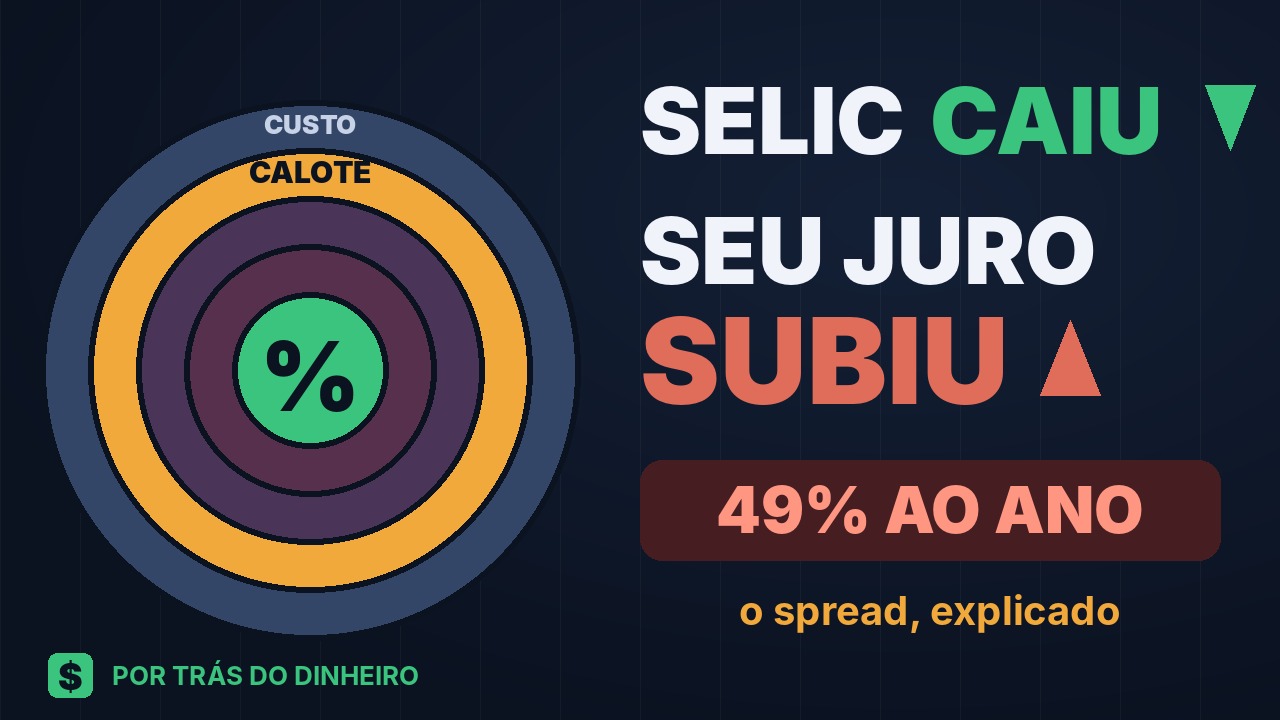 CUSTO
CALOTE
%
SELIC CAIU
SEU JURO
SUBIU
49% AO ANO
o spread, explicado
$ POR TRÁS DO DINHEIRO